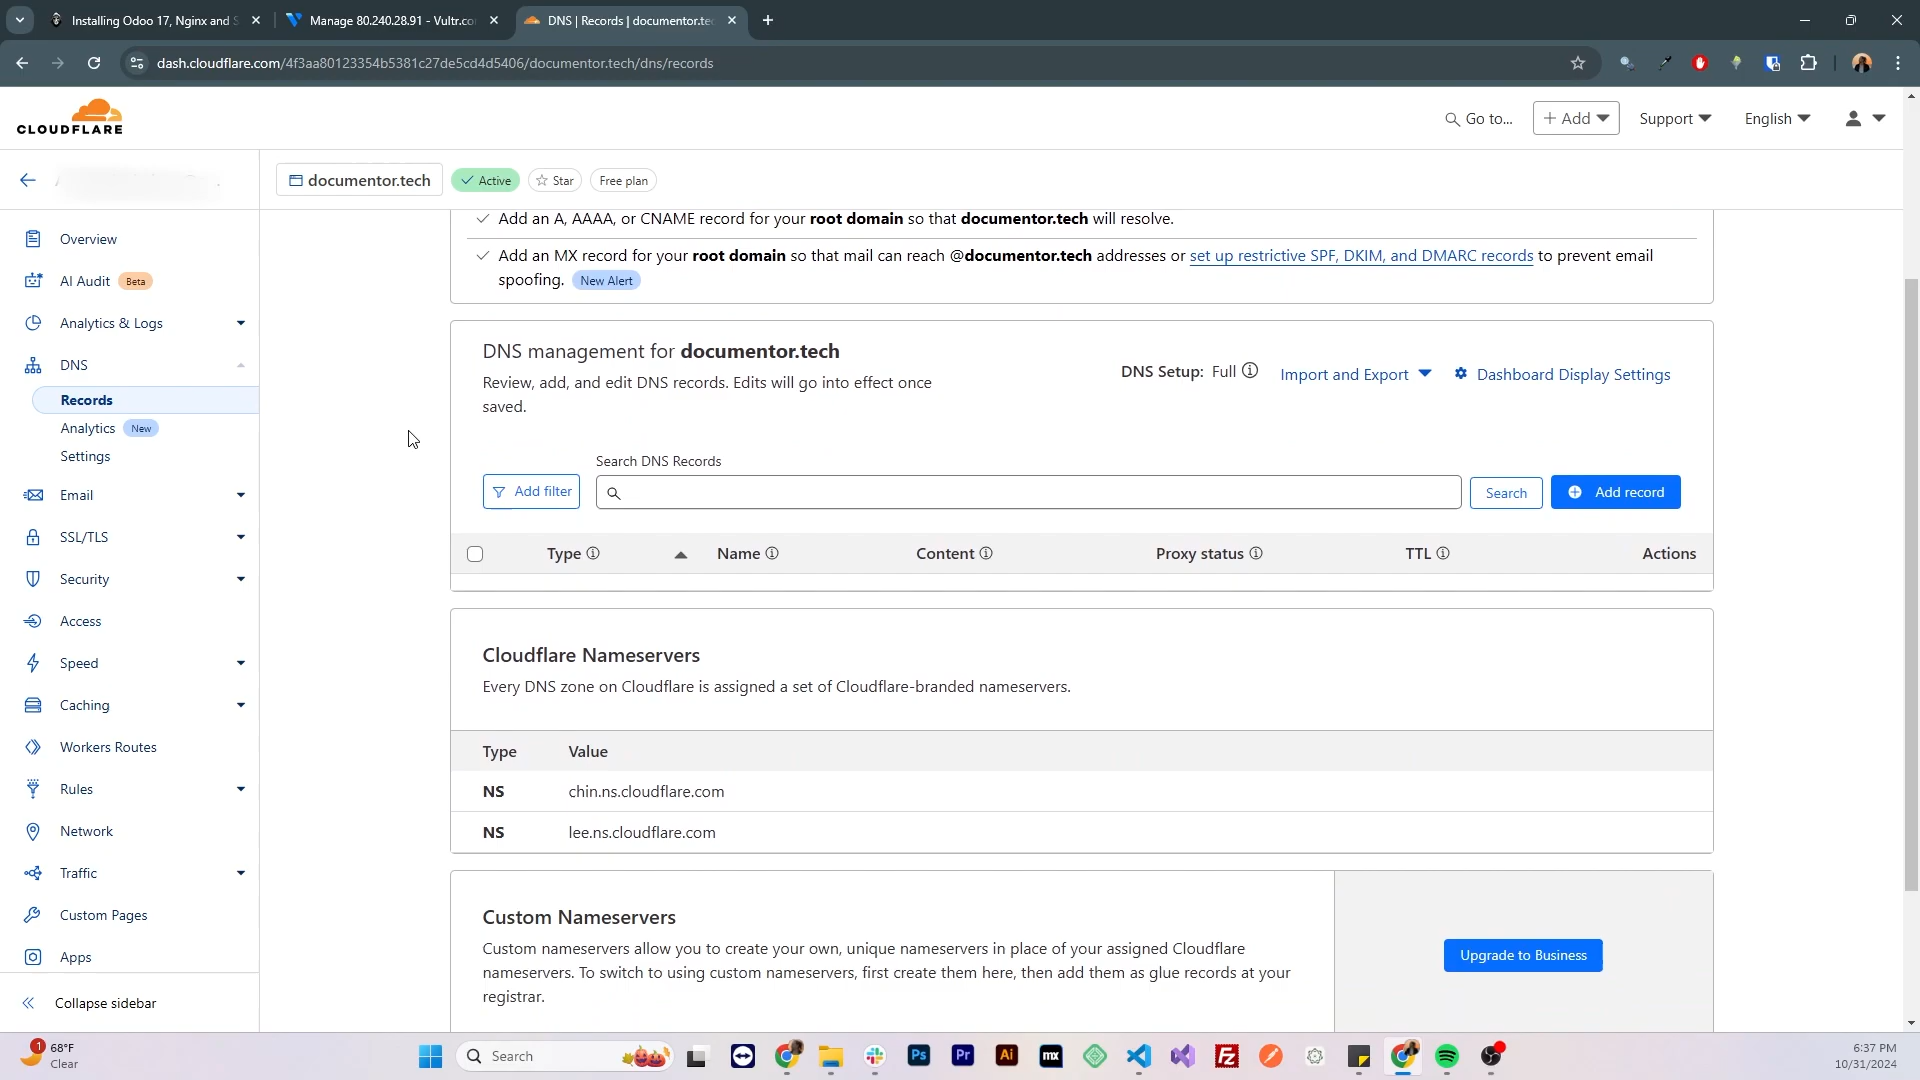 Installing Odoo 17, Nginx and S
Manage 80.240.28.91 - Vultr.co
DNS | Records | documentor.te
dash.cloudflare.com/4f3aa80123354b5381c27de5cd4d5406/documentor.tech/dns/records
CLOUDFLARE
Go to...
Add
Support
English
documentor.tech
Active
Star
Free plan
Overview
AI Audit Beta
Analytics & Logs
DNS
Records
Analytics New
Settings
Email
SSL/TLS
Security
Access
Speed
Caching
Workers Routes
Rules
Network
Traffic
Custom Pages
Apps
Collapse sidebar
Add an A, AAAA, or CNAME record for your root domain so that documentor.tech will resolve.
Add an MX record for your root domain so that mail can reach @documentor.tech addresses or set up restrictive SPF, DKIM, and DMARC records to prevent email
spoofing. New Alert
DNS management for documentor.tech
Review, add, and edit DNS records. Edits will go into effect once
saved.
DNS Setup: Full
Import and Export
Dashboard Display Settings
Search DNS Records
Add filter
Search
Add record
Type Name Content Proxy status TTL Actions
Cloudflare Nameservers
Every DNS zone on Cloudflare is assigned a set of Cloudflare-branded nameservers.
Type Value
NS chin.ns.cloudflare.com
NS lee.ns.cloudflare.com
Custom Nameservers
Custom nameservers allow you to create your own, unique nameservers in place of your assigned Cloudflare
nameservers. To switch to using custom nameservers, first create them here, then add them as glue records at your
registrar.
Upgrade to Business
1
68°F
Clear
Search
Ps
Pr
Ai
mx
FZ
6:37 PM
10/31/2024